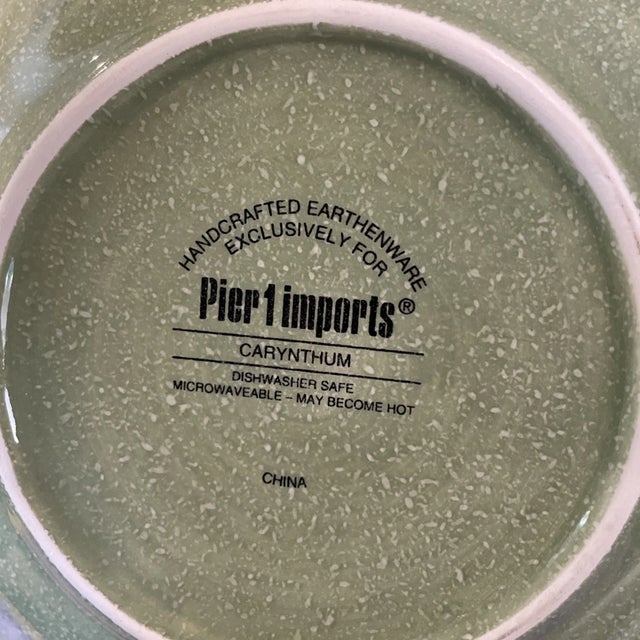 HANDCRAFTED EARTHENWARE
EXCLUSIVELY FOR
Pier 1 imports®
CARYNTHUM
DISHWASHER SAFE
MICROWAVEABLE – MAY BECOME HOT
CHINA